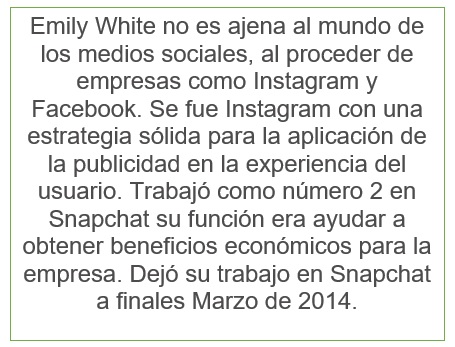 Emily White no es ajena al mundo de
los medios sociales, al proceder de
empresas como Instagram y
Facebook. Se fue Instagram con una
estrategia sólida para la aplicación de
la publicidad en la experiencia del
usuario. Trabajó como número 2 en
Snapchat su función era ayudar a
obtener beneficios económicos para la
empresa. Dejó su trabajo en Snapchat
a finales Marzo de 2014.